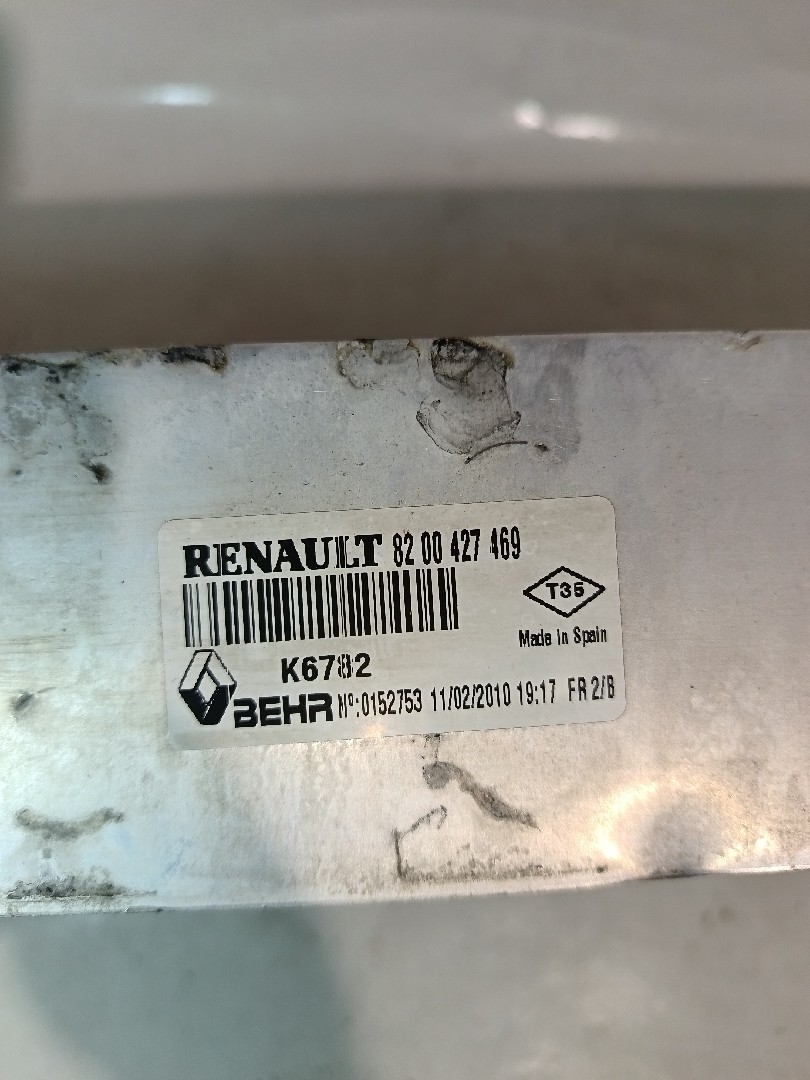 RENAULT 82 00 427 469
T35
Made in Spain
K6782
BEHR Nº:0152753 11/02/2010 19:17 FR 2/B